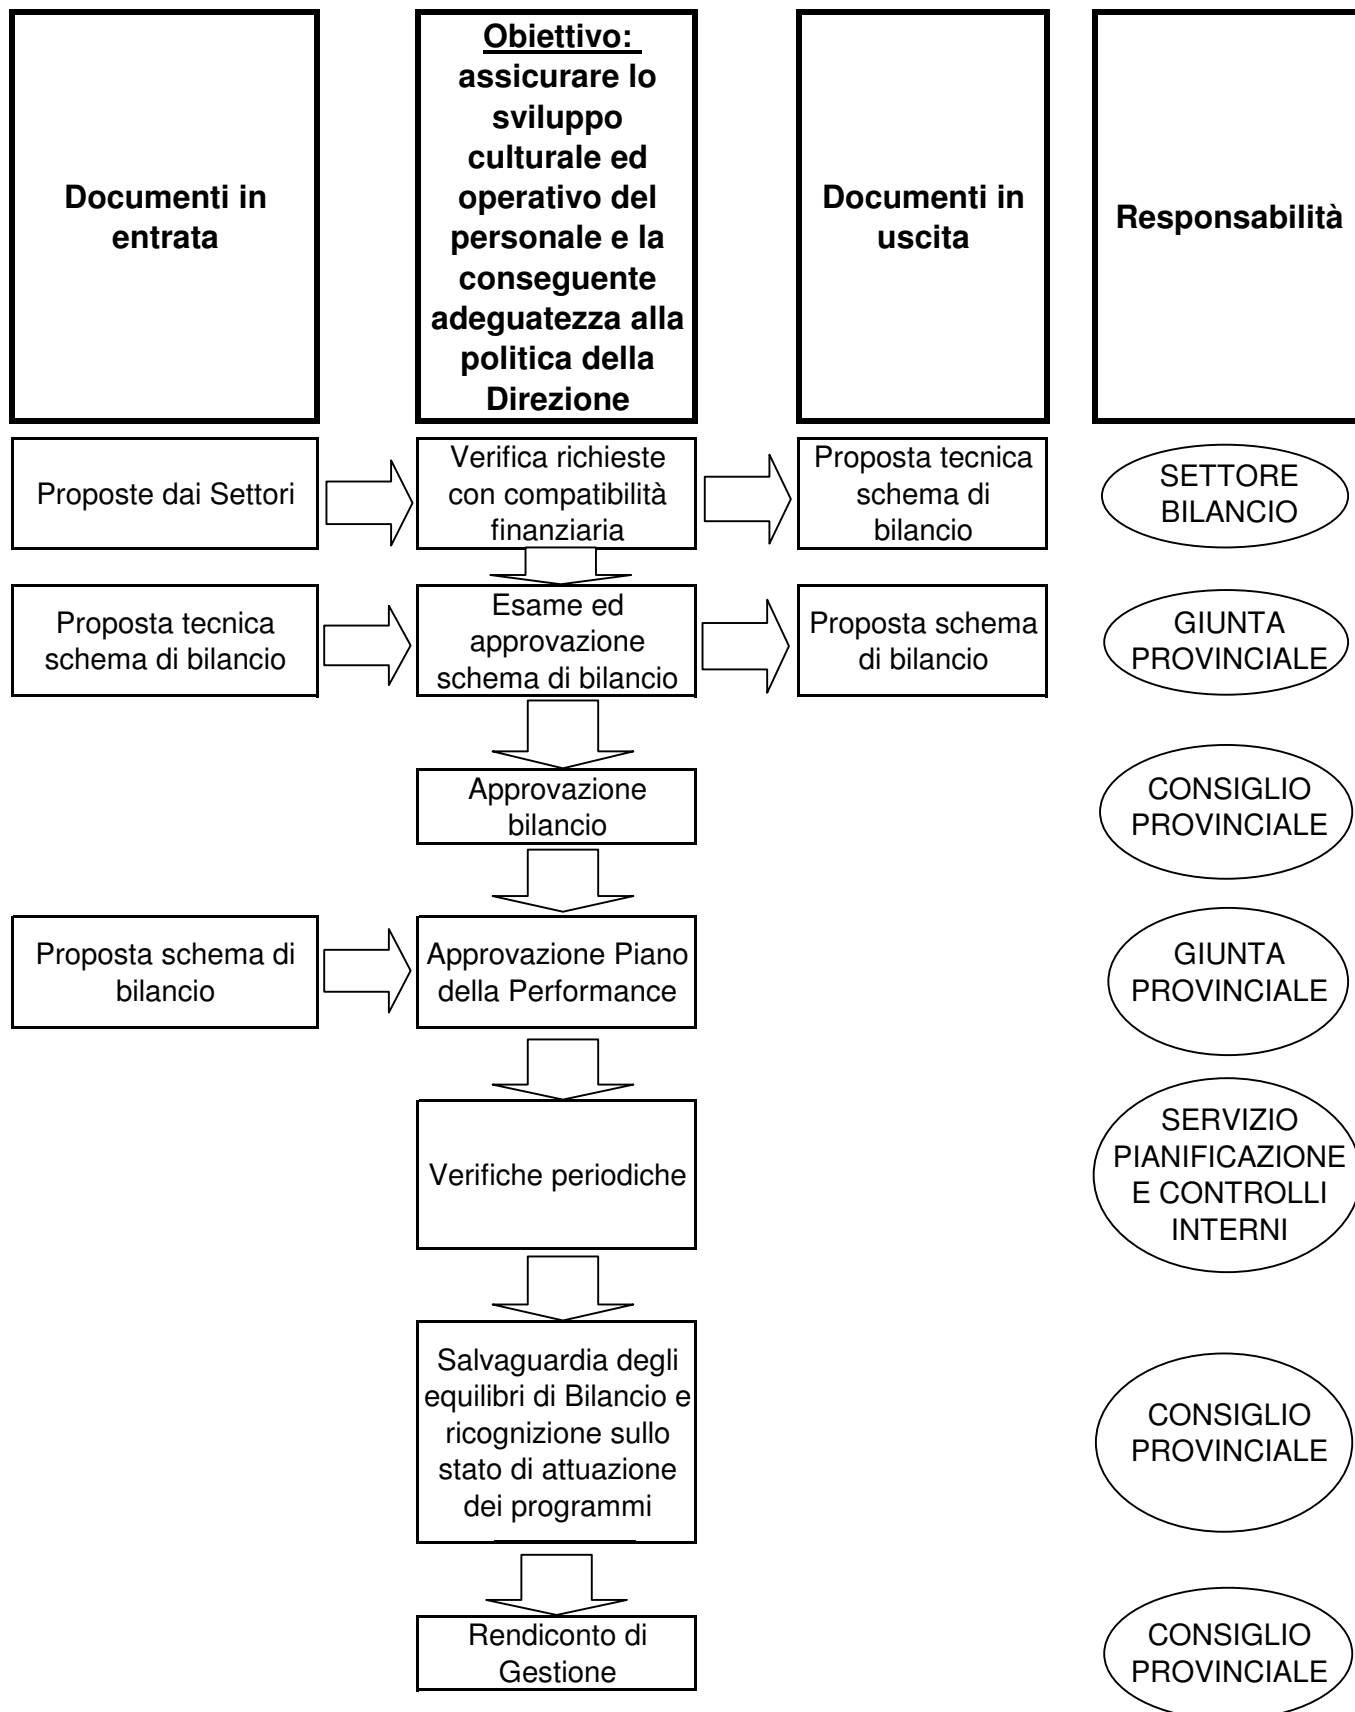 Documenti in
entrata
Obiettivo:
assicurare lo
sviluppo
culturale ed
operativo del
personale e la
conseguente
adeguatezza alla
politica della
Direzione
Documenti in
uscita
Responsabilità
Proposte dai Settori
Verifica richieste
con compatibilità
finanziaria
Proposta tecnica
schema di
bilancio
SETTORE
BILANCIO
Proposta tecnica
schema di bilancio
Esame ed
approvazione
schema di bilancio
Proposta schema
di bilancio
GIUNTA
PROVINCIALE
Approvazione
bilancio
CONSIGLIO
PROVINCIALE
Proposta schema di
bilancio
Approvazione Piano
della Performance
GIUNTA
PROVINCIALE
Verifiche periodiche
SERVIZIO
PIANIFICAZIONE
E CONTROLLI
INTERNI
Salvaguardia degli
equilibri di Bilancio e
ricognizione sullo
stato di attuazione
dei programmi
CONSIGLIO
PROVINCIALE
Rendiconto di
Gestione
CONSIGLIO
PROVINCIALE